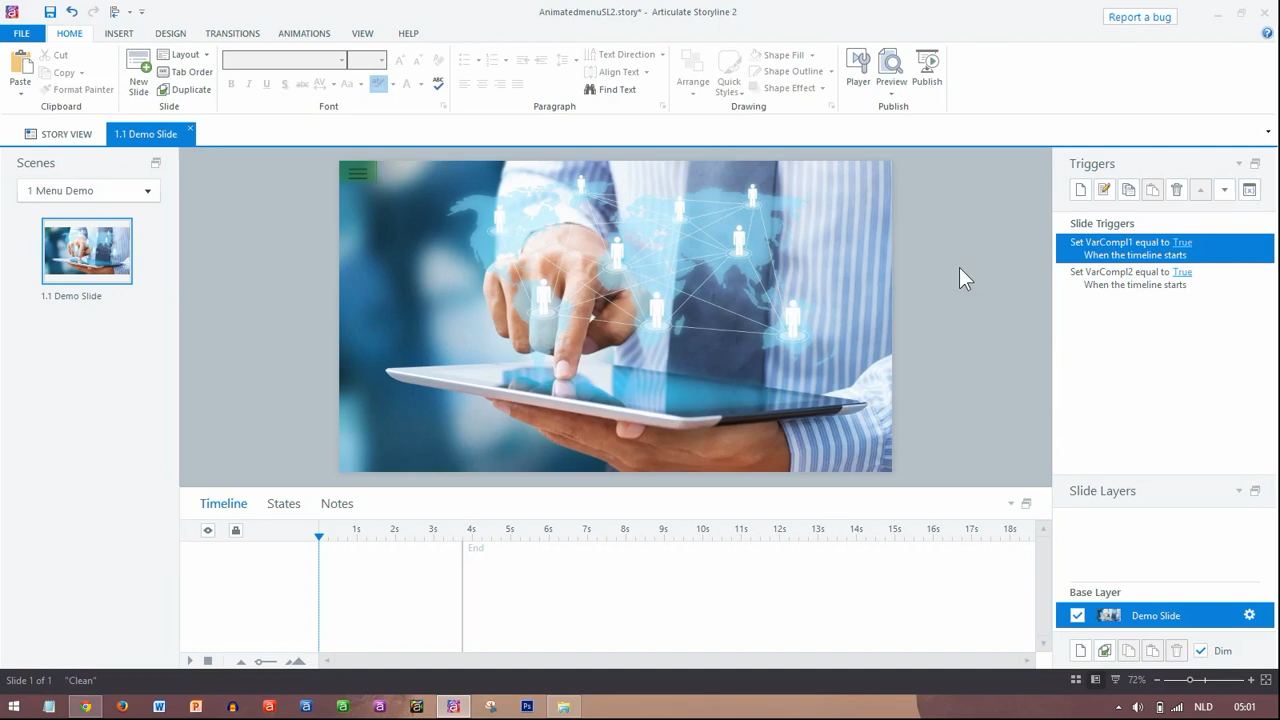 AnimatedmenuSL2.story* - Articulate Storyline 2
Report a bug
FILE HOME INSERT DESIGN TRANSITIONS ANIMATIONS VIEW HELP
Paste
Cut
Copy
Format Painter
Clipboard
New Slide
Layout
Tab Order
Duplicate
Slide
B I U S AV Aa A
ABC
Font
Text Direction
Align Text
Find Text
Paragraph
Arrange
Quick Styles
Shape Fill
Shape Outline
Shape Effect
Drawing
Player
Preview
Publish
Publish
STORY VIEW
1.1 Demo Slide
Scenes
1 Menu Demo
1.1 Demo Slide
Triggers
Slide Triggers
Set VarCompl1 equal to True
When the timeline starts
Set VarCompl2 equal to True
When the timeline starts
Timeline States Notes
1s 2s 3s 4s 5s 6s 7s 8s 9s 10s 11s 12s 13s 14s 15s 16s 17s 18s
End
Slide Layers
Base Layer
Demo Slide
Dim
Slide 1 of 1 "Clean"
72%
NLD 05:01